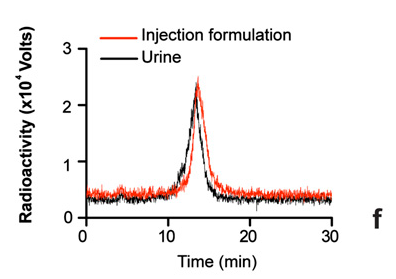 Injection formulation
Urine
Radioactivity (x10⁴ Volts)
3
2
1
0
0
10
20
30
Time (min)
f